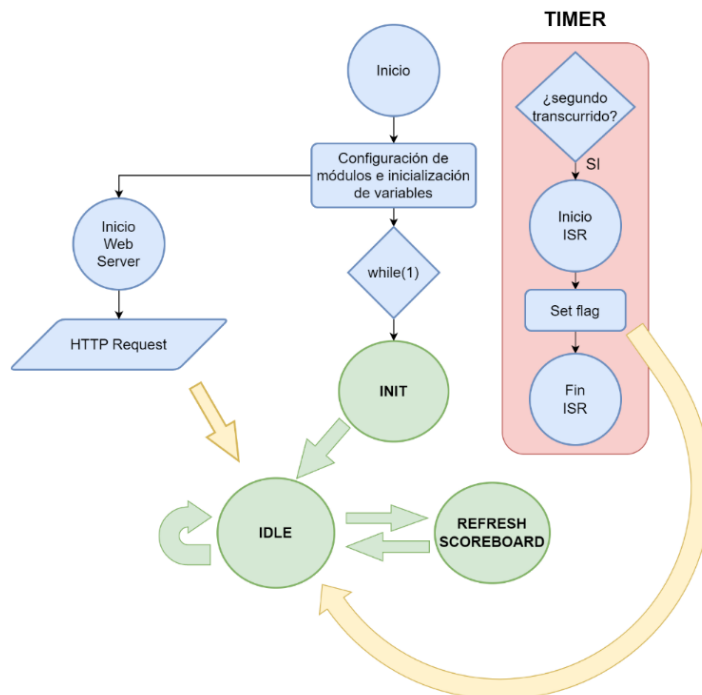 TIMER
Inicio
¿segundo
transcurrido?
SI
Configuración de
módulos e inicialización
de variables
Inicio
Web
Server
Inicio
ISR
while(1)
Set flag
HTTP Request
INIT
Fin
ISR
IDLE
REFRESH
SCOREBOARD